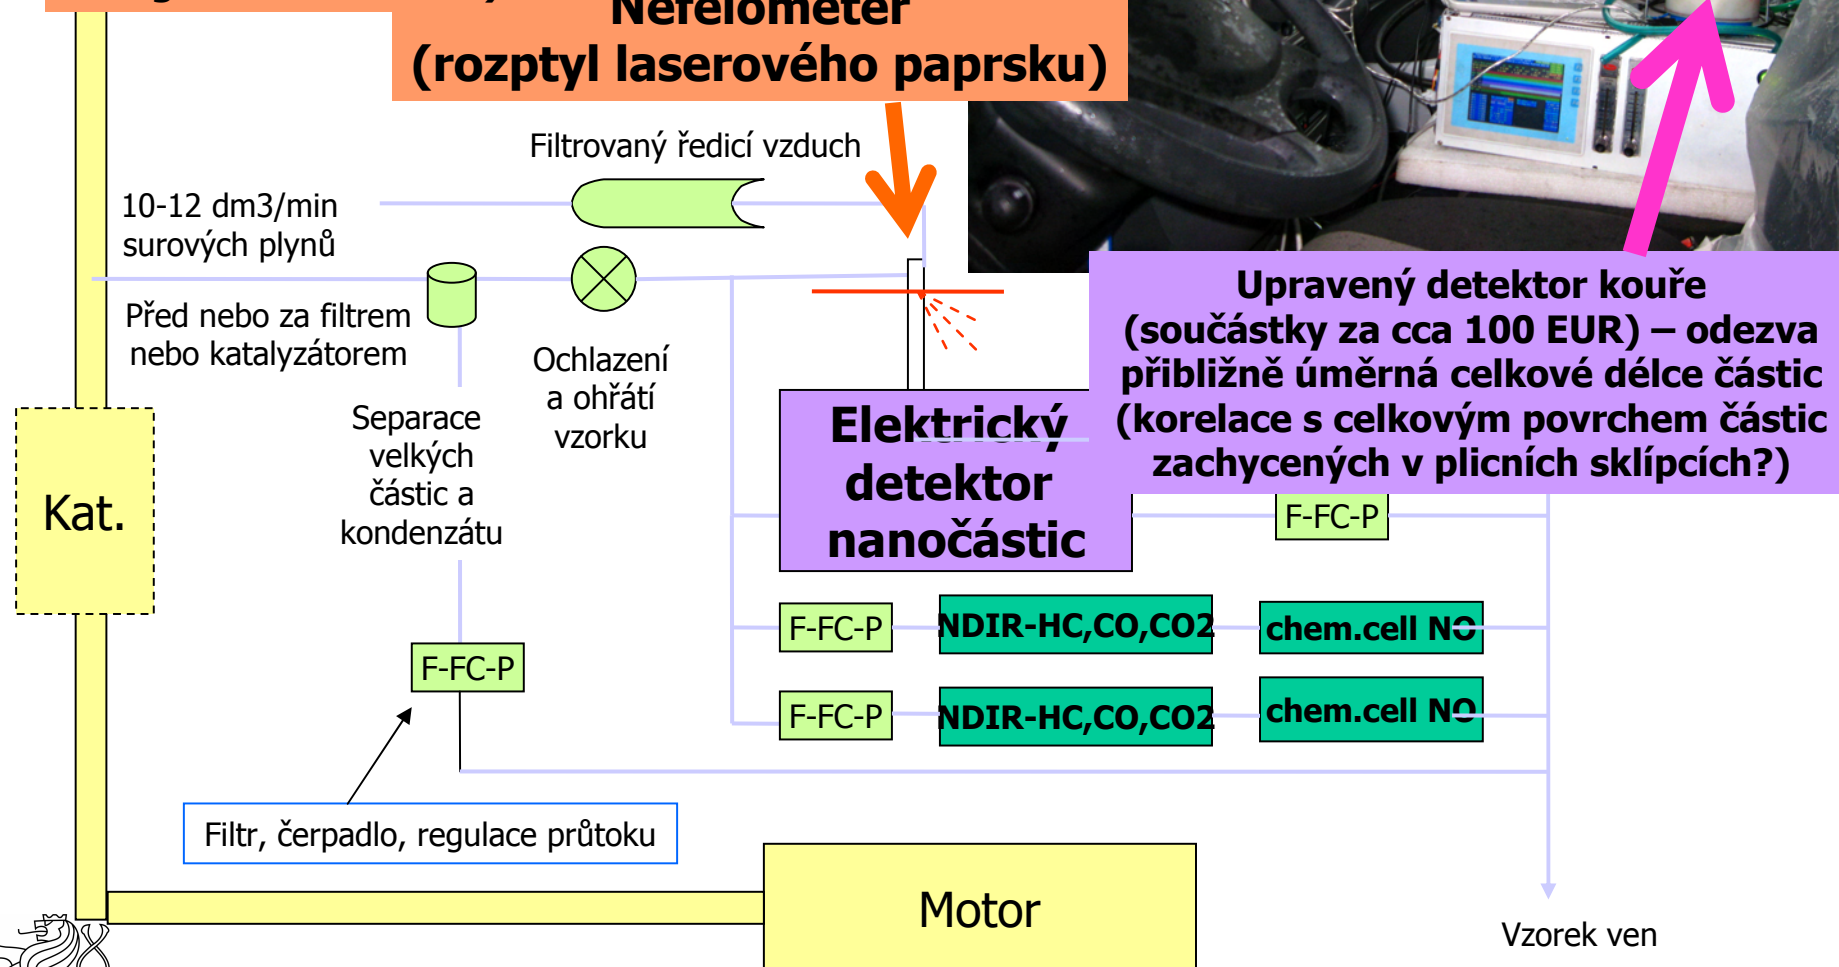 Nefelometer
(rozptyl laserového paprsku)
Filtrovaný ředicí vzduch
10-12 dm3/min
surových plynů
Před nebo za filtrem
nebo katalyzátorem
Ochlazení
a ohřátí
vzorku
Separace
velkých
částic a
kondenzátu
Kat.
Upravený detektor kouře
(součástky za cca 100 EUR) – odezva
přibližně úměrná celkové délce částic
(korelace s celkovým povrchem částic
zachycených v plicních sklípcích?)
Elektrický
detektor
nanočástic
F-FC-P
F-FC-P
NDIR-HC,CO,CO2
chem.cell NO
F-FC-P
F-FC-P
NDIR-HC,CO,CO2
chem.cell NO
Filtr, čerpadlo, regulace průtoku
Motor
Vzorek ven